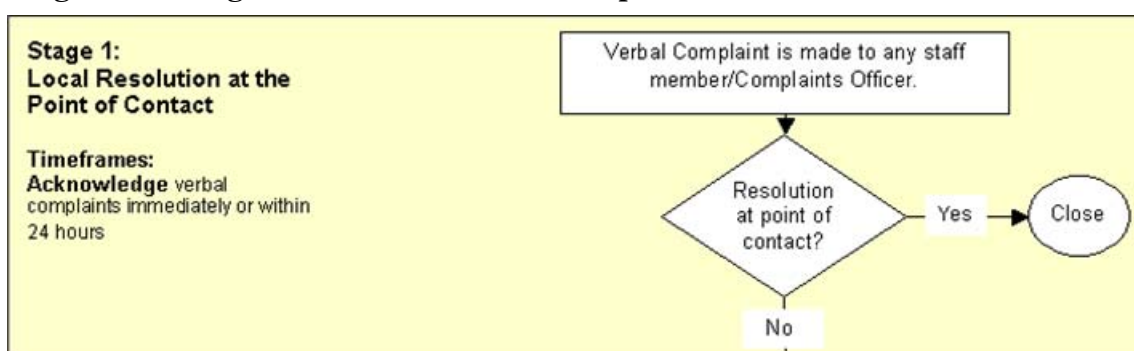 Stage 1:
Local Resolution at the
Point of Contact
Timeframes:
Acknowledge verbal
complaints immediately or within
24 hours
Verbal Complaint is made to any staff
member/Complaints Officer.
Resolution
at point of
contact?
Yes
Close
No